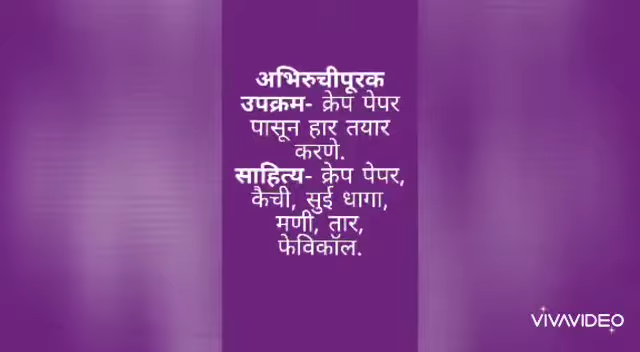 अभिरुचीपूरक
उपक्रम- क्रेप पेपर
पासून हार तयार
करणे.
साहित्य- क्रेप पेपर,
कैची, सुई धागा,
मणी, तार,
फेविकॉल.
VIVAVIDEO